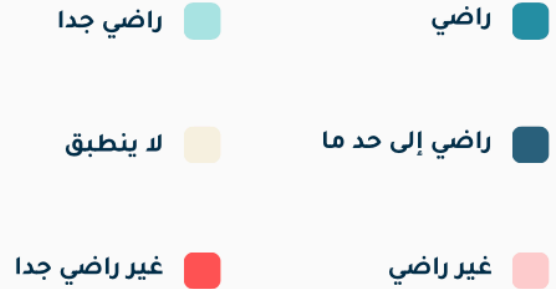 راضي
راضي جدا
راضي إلى حد ما
لا ينطبق
غير راضي
غير راضي جدا